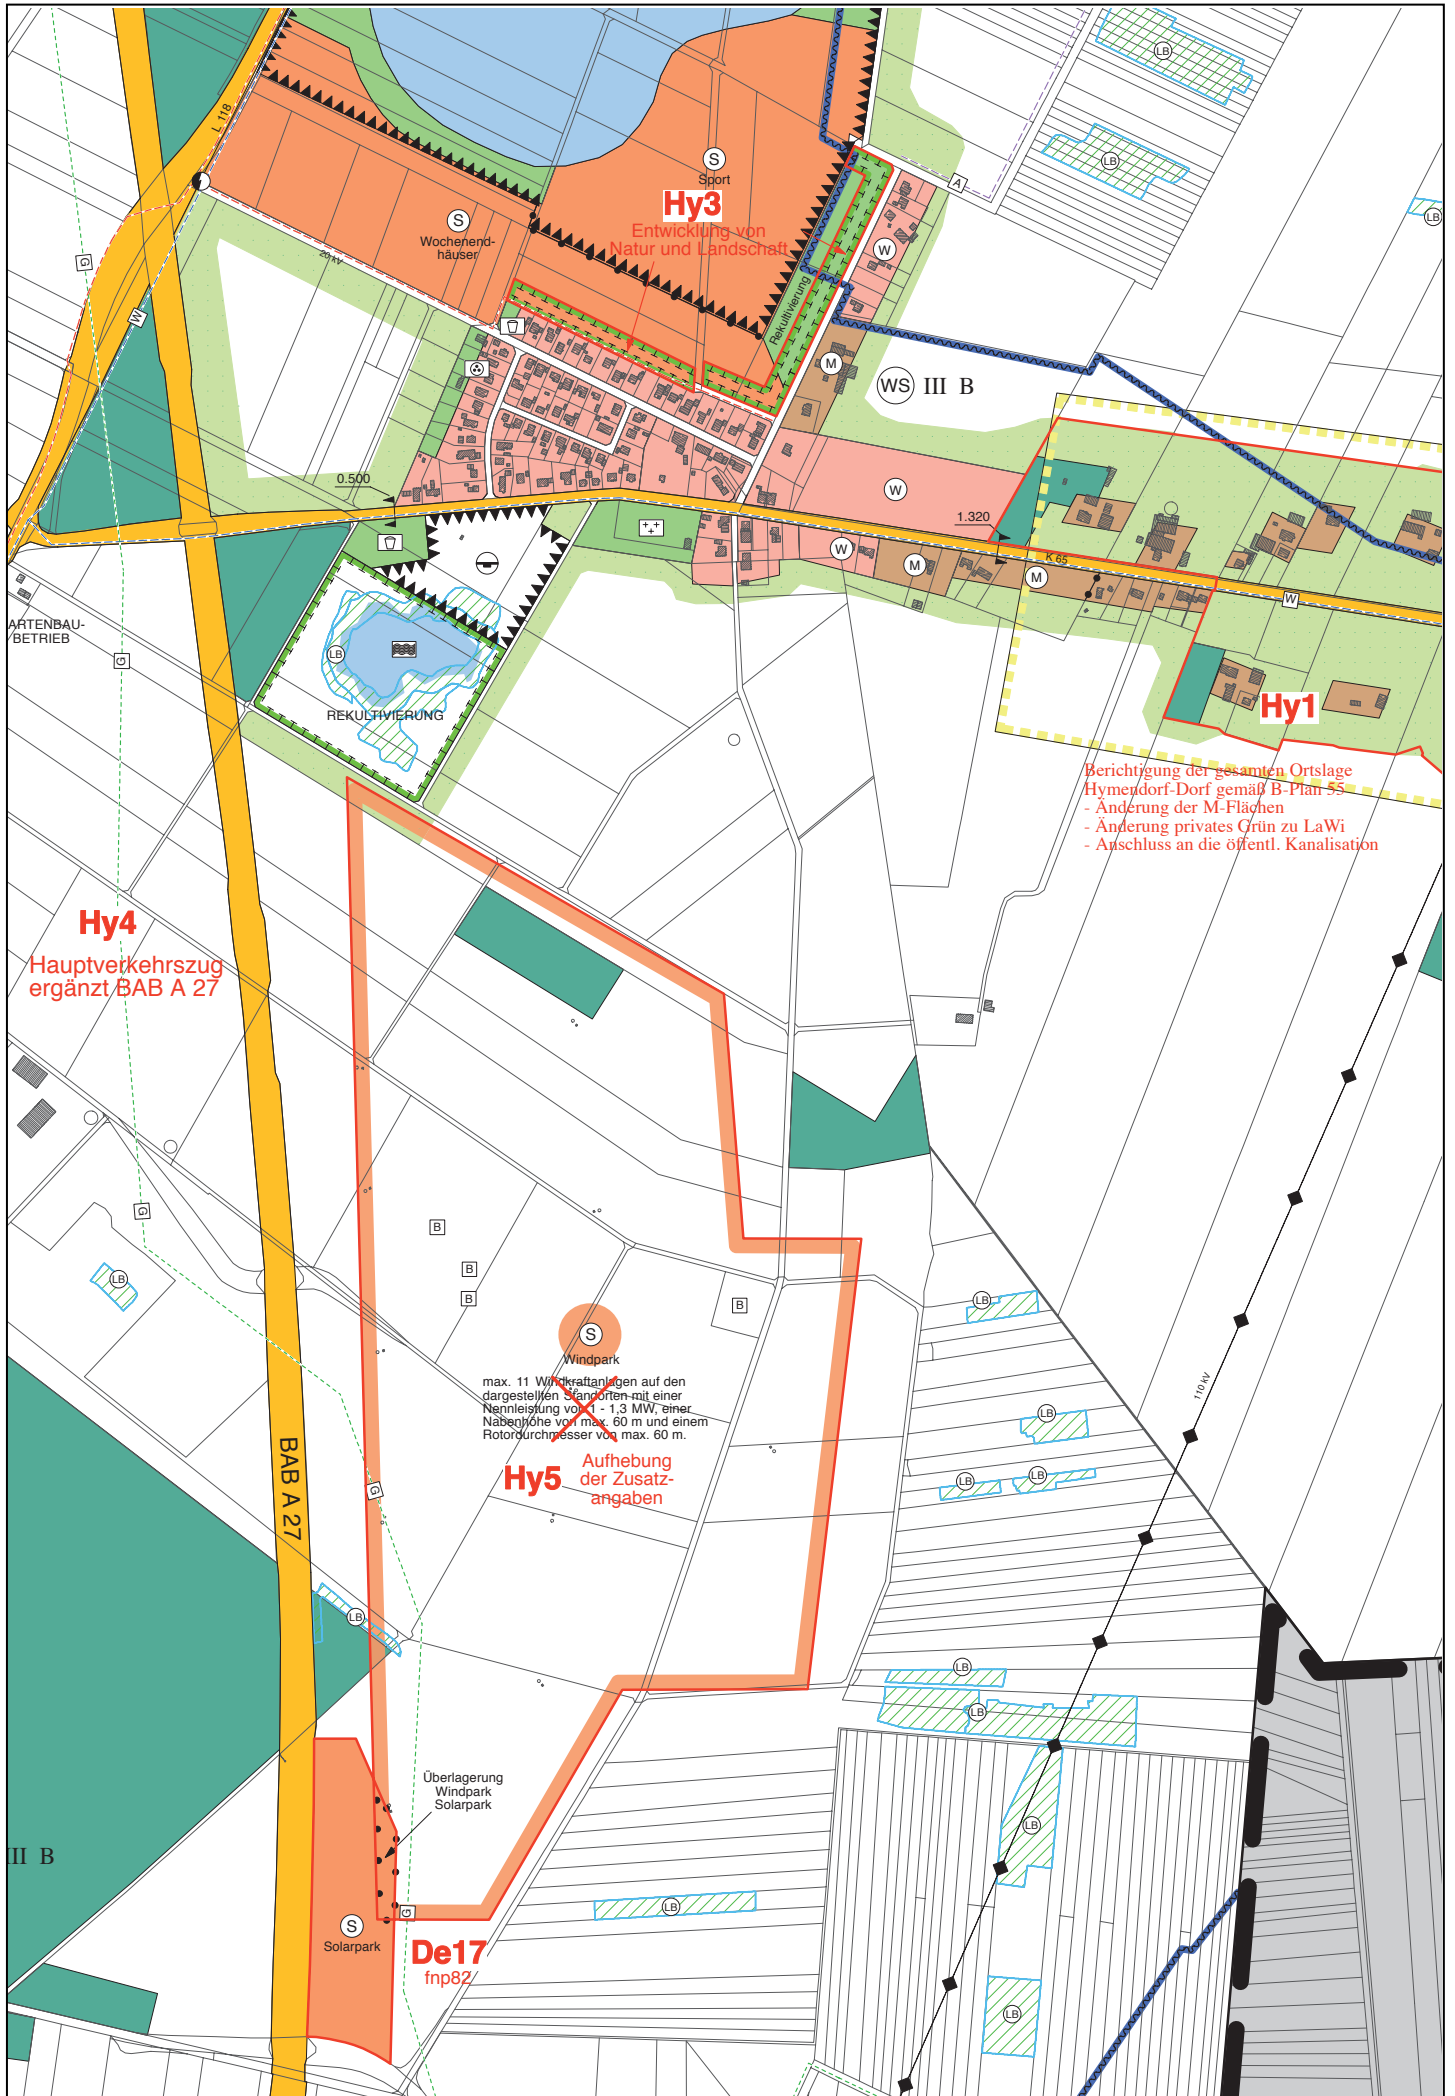 LB
L 118
S
Sport
LB
A
Hy3
LB
S
Wochenend-
häuser
Entwicklung von
Natur und Landschaft
W
G
20 kV
Rekultivierung
W
M
WS III B
0.500
W
1.320
W
M
K 65
M
W
ARTENBAU-
BETRIEB
LB
G
REKULTIVIERUNG
Hy1
Berichtigung der gesamten Ortslage
Hymendorf-Dorf gemäß B-Plan 55
- Änderung der M-Flächen
- Änderung privates Grün zu LaWi
- Anschluss an die öffentl. Kanalisation
Hy4
Hauptverkehrszug
ergänzt BAB A 27
G
B
B
B
B
LB
LB
S
Windpark
max. 11 Windkraftanlagen auf den
dargestellten Standorten mit einer
Nennleistung von 1 - 1,3 MW, einer
Nabenhöhe von max. 60 m und einem
Rotordurchmesser von max. 60 m.
110 kV
LB
Hy5
Aufhebung
der Zusatz-
angaben
LB
LB
G
BAB A 27
LB
LB
LB
Überlagerung
Windpark
Solarpark
LB
III B
LB
G
S
Solarpark
De17
fnp82
LB